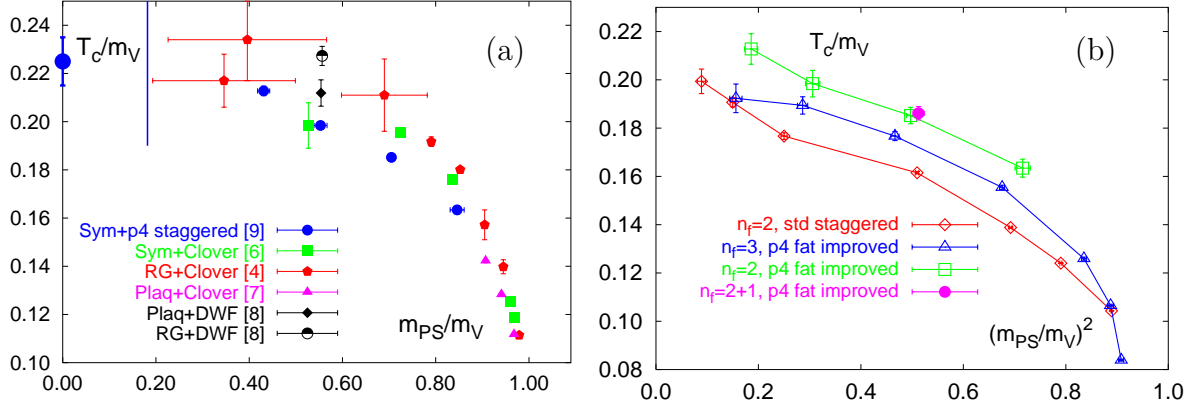 0.24
0.22
0.20
0.18
0.16
0.14
0.12
0.10
T_c/m_V
(a)
Sym+p4 staggered [9]
Sym+Clover [6]
RG+Clover [4]
Plaq+Clover [7]
Plaq+DWF [8]
RG+DWF [8]
m_PS/m_V
0.00 0.20 0.40 0.60 0.80 1.00
0.22
0.20
0.18
0.16
0.14
0.12
0.10
0.08
T_c/m_V
(b)
n_f=2, std staggered
n_f=3, p4 fat improved
n_f=2, p4 fat improved
n_f=2+1, p4 fat improved
(m_PS/m_V)^2
0.0 0.2 0.4 0.6 0.8 1.0